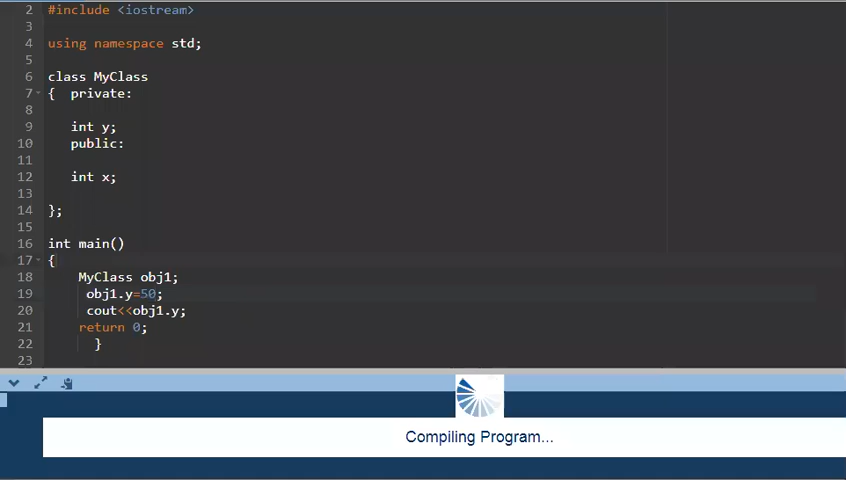 2 #include <iostream>
3
4 using namespace std;
5
6 class MyClass
7 { private:
8
9 int y;
10 public:
11
12 int x;
13
14 };
15
16 int main()
17 {
18 MyClass obj1;
19 obj1.y=50;
20 cout<<obj1.y;
21 return 0;
22 }
23
Compiling Program...